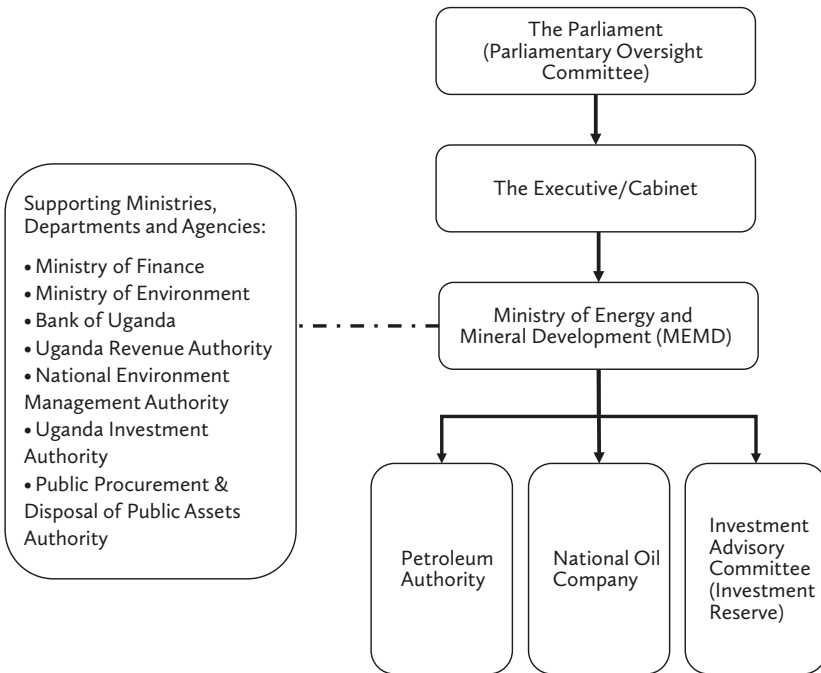 The Parliament
(Parliamentary Oversight
Committee)
The Executive/Cabinet
Supporting Ministries,
Departments and Agencies:
• Ministry of Finance
• Ministry of Environment
• Bank of Uganda
• Uganda Revenue Authority
• National Environment
Management Authority
• Uganda Investment
Authority
• Public Procurement &
Disposal of Public Assets
Authority
Ministry of Energy and
Mineral Development (MEMD)
Petroleum
Authority
National Oil
Company
Investment
Advisory
Committee
(Investment
Reserve)